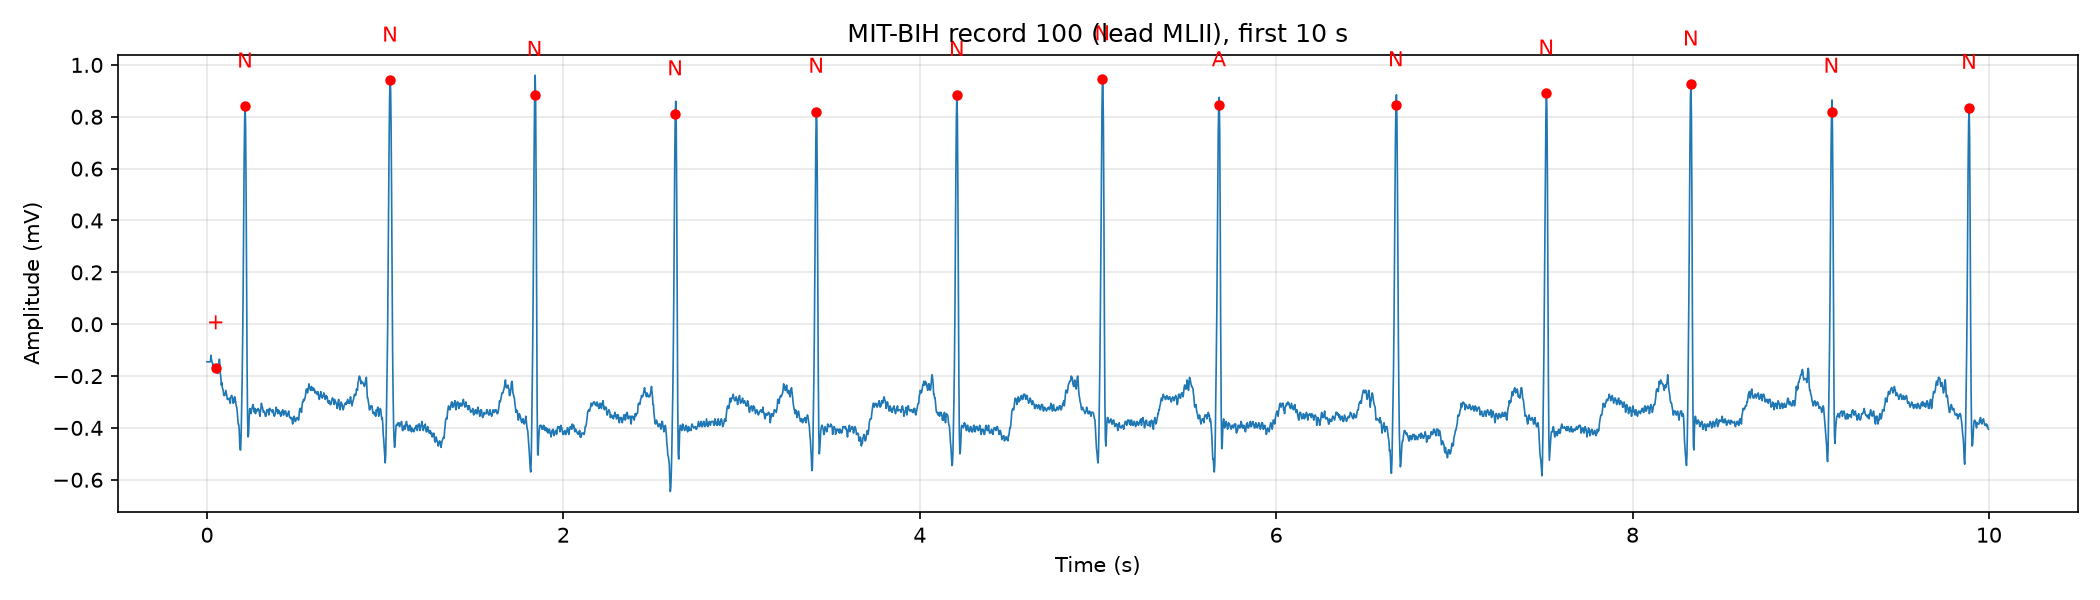 MIT-BIH record 100 (lead MLII), first 10 s
N N N N N N N A N N N N N
+
Amplitude (mV)
1.0
0.8
0.6
0.4
0.2
0.0
−0.2
−0.4
−0.6
0 2 4 6 8 10
Time (s)